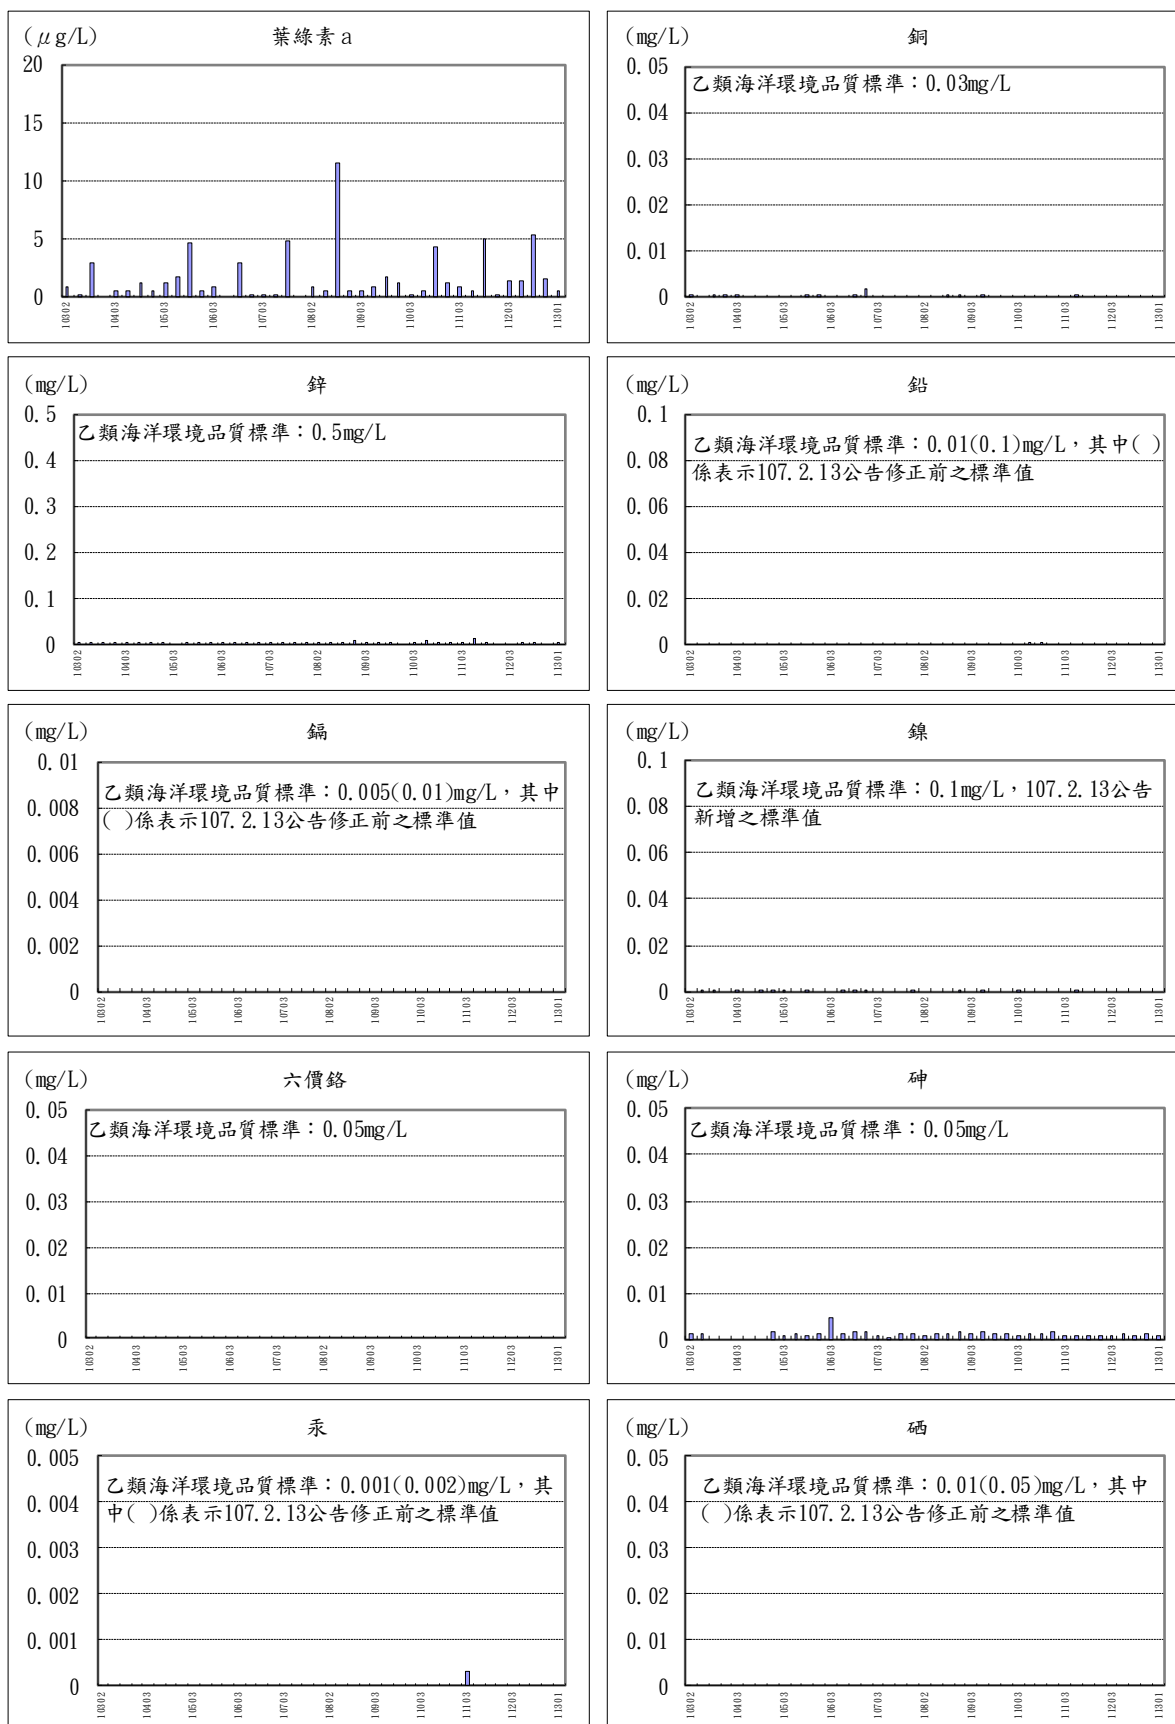 (μg/L) 葉綠素a
20
15
10
5
0
10302 10403 10503 10603 10703 10802 10903 11003 11103 11203 11301
(mg/L) 銅
0.05
乙類海洋環境品質標準：0.03mg/L
0.04
0.03
0.02
0.01
0
10302 10403 10503 10603 10703 10802 10903 11003 11103 11203 11301
(mg/L) 鋅
0.5
乙類海洋環境品質標準：0.5mg/L
0.4
0.3
0.2
0.1
0
10302 10403 10503 10603 10703 10802 10903 11003 11103 11203 11301
(mg/L) 鉛
0.1
乙類海洋環境品質標準：0.01(0.1)mg/L，其中( )
係表示107.2.13公告修正前之標準值
0.08
0.06
0.04
0.02
0
10302 10403 10503 10603 10703 10802 10903 11003 11103 11203 11301
(mg/L) 鎘
0.01
乙類海洋環境品質標準：0.005(0.01)mg/L，其中
( )係表示107.2.13公告修正前之標準值
0.008
0.006
0.004
0.002
0
10302 10403 10503 10603 10703 10802 10903 11003 11103 11203 11301
(mg/L) 鎳
0.1
乙類海洋環境品質標準：0.1mg/L，107.2.13公告
新增之標準值
0.08
0.06
0.04
0.02
0
10302 10403 10503 10603 10703 10802 10903 11003 11103 11203 11301
(mg/L) 六價鉻
0.05
乙類海洋環境品質標準：0.05mg/L
0.04
0.03
0.02
0.01
0
10302 10403 10503 10603 10703 10802 10903 11003 11103 11203 11301
(mg/L) 砷
0.05
乙類海洋環境品質標準：0.05mg/L
0.04
0.03
0.02
0.01
0
10302 10403 10503 10603 10703 10802 10903 11003 11103 11203 11301
(mg/L) 汞
0.005
乙類海洋環境品質標準：0.001(0.002)mg/L，其
中( )係表示107.2.13公告修正前之標準值
0.004
0.003
0.002
0.001
0
10302 10403 10503 10603 10703 10802 10903 11003 11103 11203 11301
(mg/L) 硒
0.05
乙類海洋環境品質標準：0.01(0.05)mg/L，其中
( )係表示107.2.13公告修正前之標準值
0.04
0.03
0.02
0.01
0
10302 10403 10503 10603 10703 10802 10903 11003 11103 11203 11301